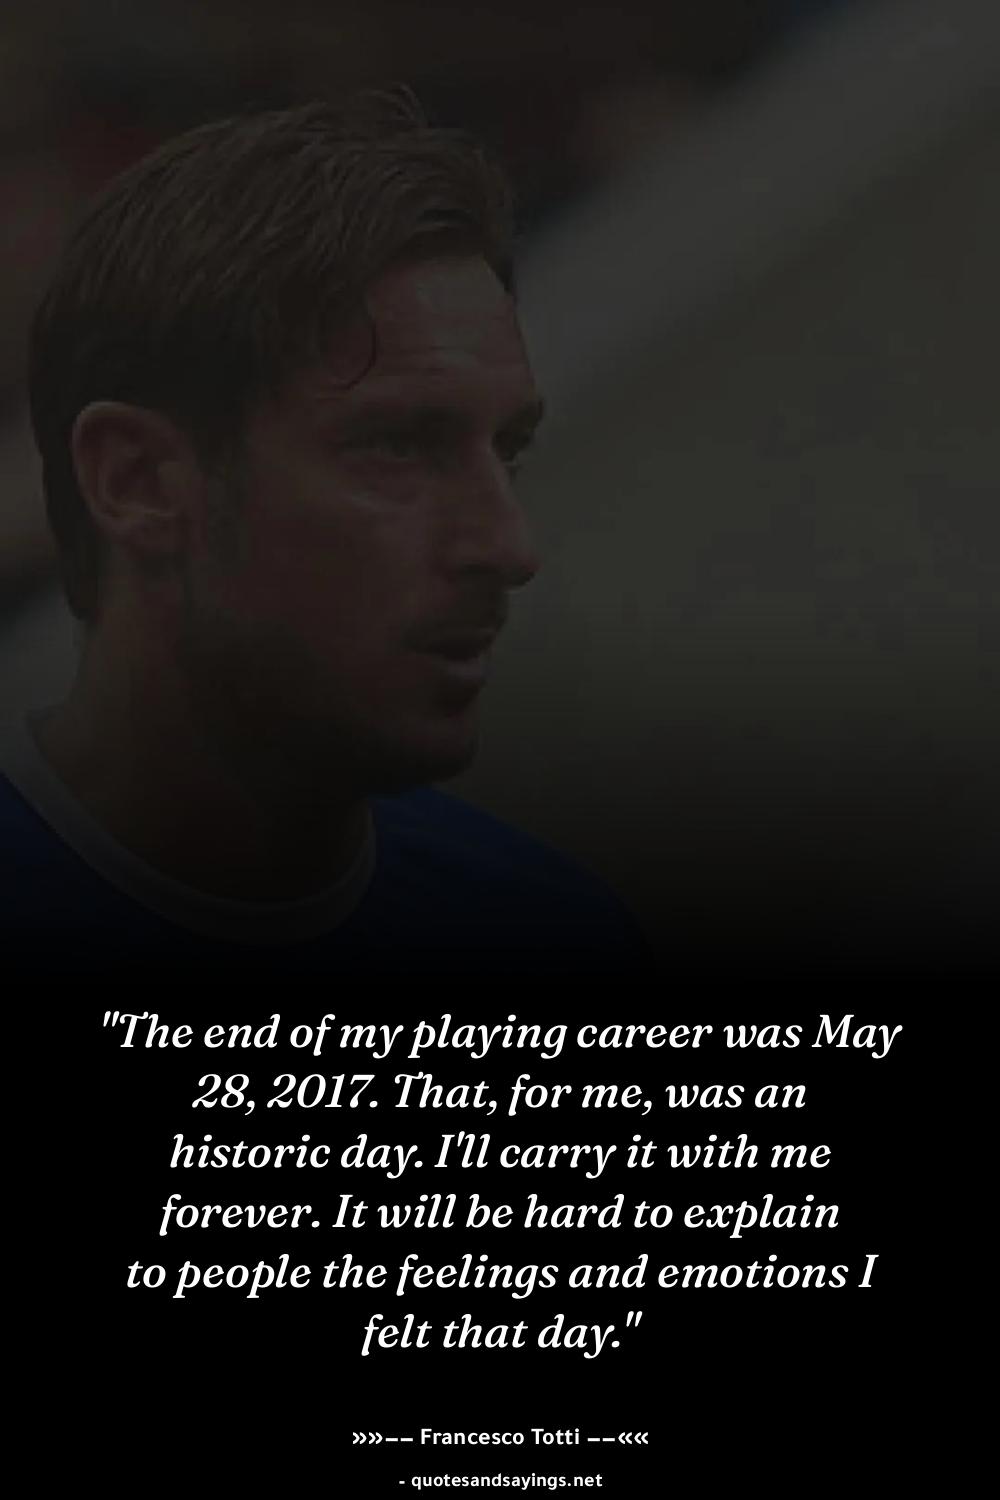 "The end of my playing career was May
28, 2017. That, for me, was an
historic day. I'll carry it with me
forever. It will be hard to explain
to people the feelings and emotions I
felt that day."
»»-- Francesco Totti --««
- quotesandsayings.net